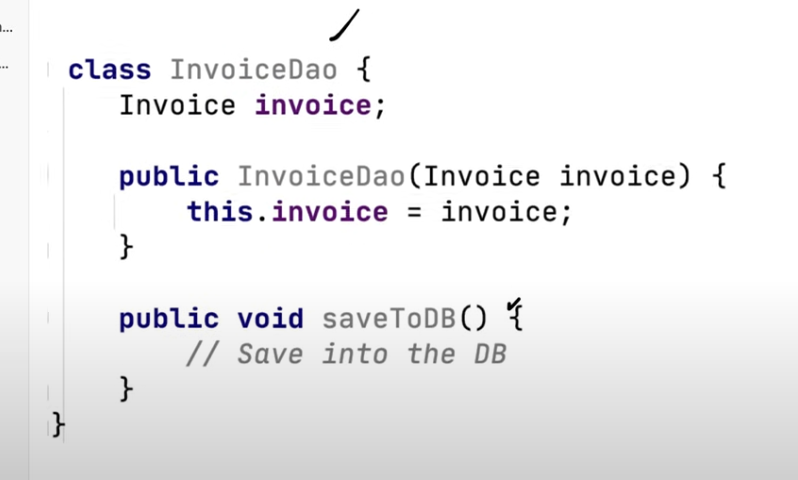 class InvoiceDao {
Invoice invoice;
public InvoiceDao(Invoice invoice) {
this.invoice = invoice;
}
public void saveToDB() {
// Save into the DB
}
}